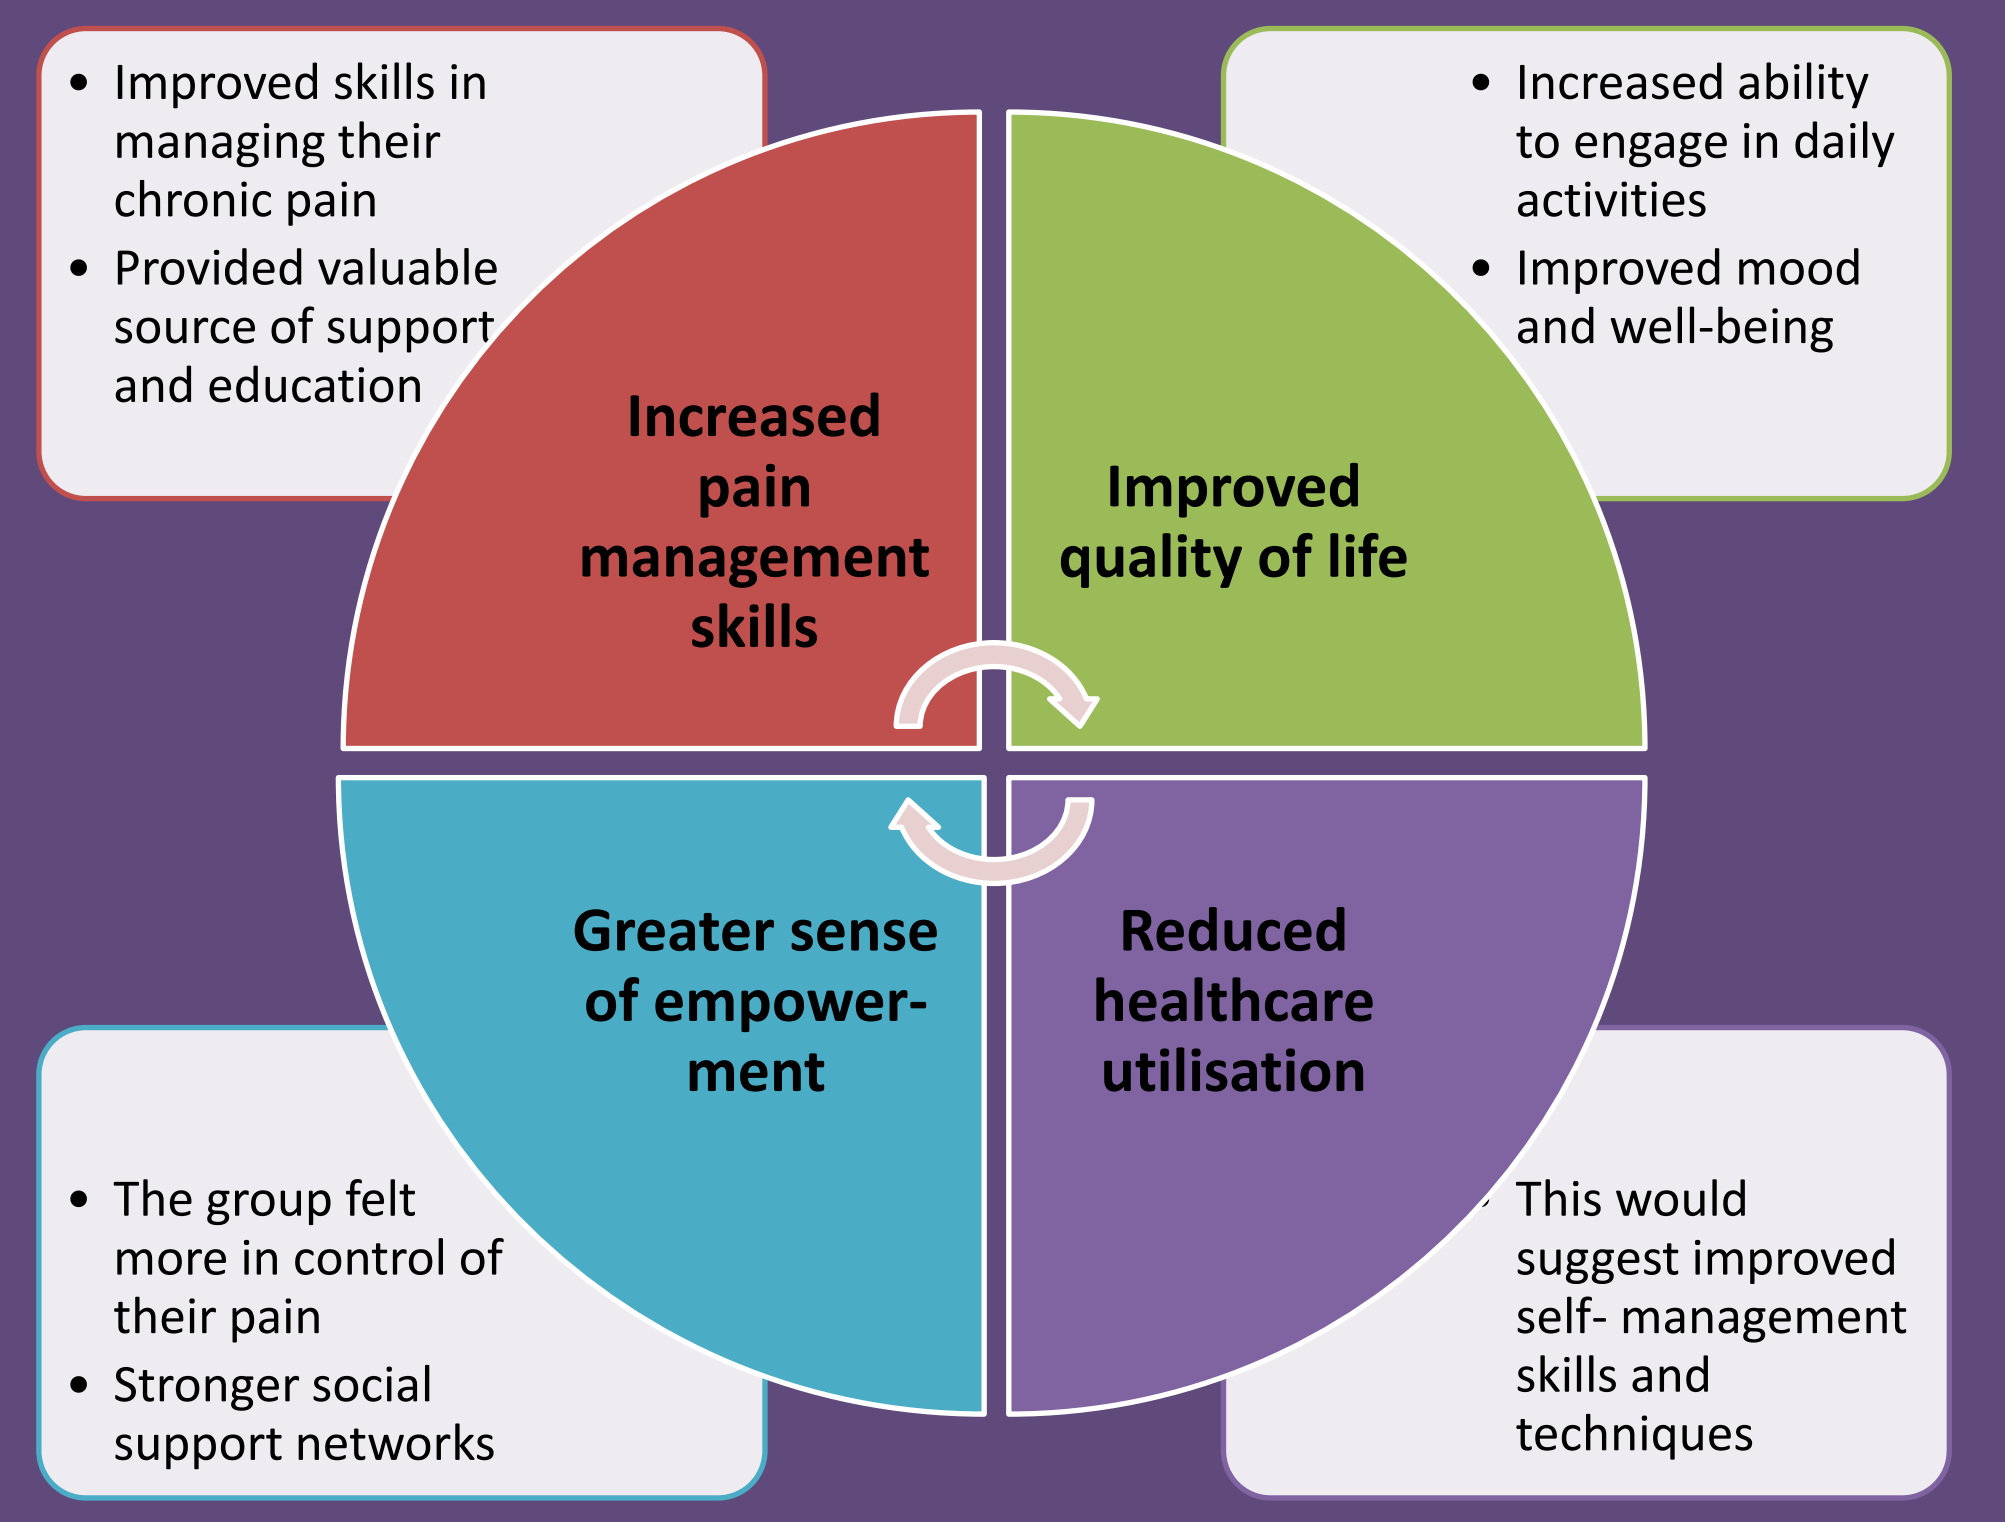 • Improved skills in
managing their
chronic pain
• Provided valuable
source of support
and education
• Increased ability
to engage in daily
activities
• Improved mood
and well-being
Increased
pain
management
skills
Improved
quality of life
Greater sense
of empower-
ment
Reduced
healthcare
utilisation
• The group felt
more in control of
their pain
• Stronger social
support networks
• This would
suggest improved
self- management
skills and
techniques